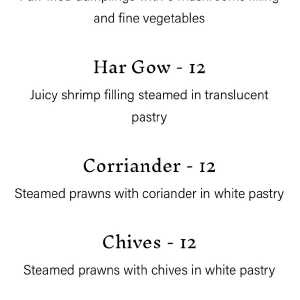 and fine vegetables
Har Gow - 12
Juicy shrimp filling steamed in translucent
pastry
Corriander - 12
Steamed prawns with coriander in white pastry
Chives - 12
Steamed prawns with chives in white pastry